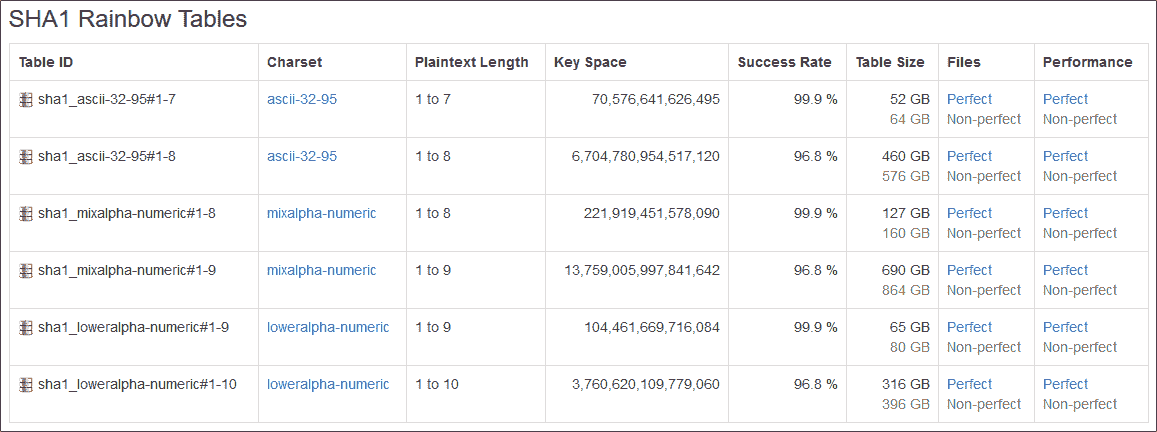 SHA1 Rainbow Tables
Table ID Charset Plaintext Length Key Space Success Rate Table Size Files Performance
sha1_ascii-32-95#1-7 ascii-32-95 1 to 7 70,576,641,626,495 99.9 % 52 GB Perfect Perfect
64 GB Non-perfect Non-perfect
sha1_ascii-32-95#1-8 ascii-32-95 1 to 8 6,704,780,954,517,120 96.8 % 460 GB Perfect Perfect
576 GB Non-perfect Non-perfect
sha1_mixalpha-numeric#1-8 mixalpha-numeric 1 to 8 221,919,451,578,090 99.9 % 127 GB Perfect Perfect
160 GB Non-perfect Non-perfect
sha1_mixalpha-numeric#1-9 mixalpha-numeric 1 to 9 13,759,005,997,841,642 96.8 % 690 GB Perfect Perfect
864 GB Non-perfect Non-perfect
sha1_loweralpha-numeric#1-9 loweralpha-numeric 1 to 9 104,461,669,716,084 99.9 % 65 GB Perfect Perfect
80 GB Non-perfect Non-perfect
sha1_loweralpha-numeric#1-10 loweralpha-numeric 1 to 10 3,760,620,109,779,060 96.8 % 316 GB Perfect Perfect
396 GB Non-perfect Non-perfect